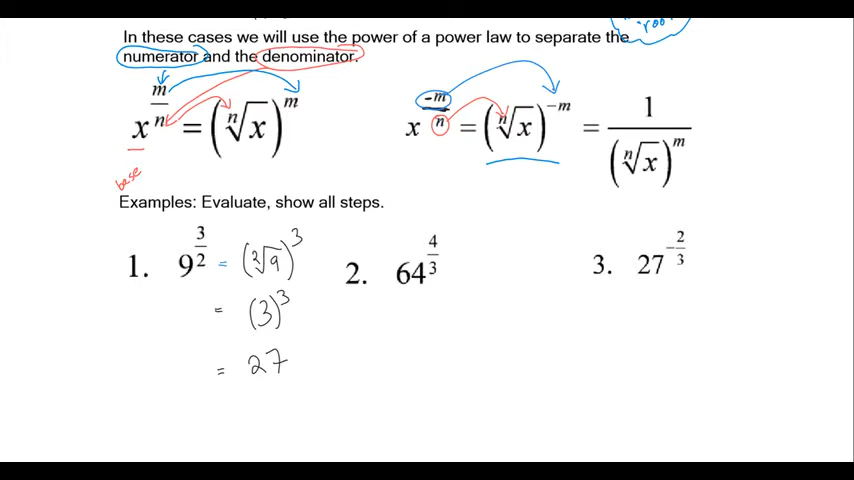 In these cases we will use the power of a power law to separate the
numerator and the denominator.
x^(m/n) = (ⁿ√x)^m
x^(-m/n) = (ⁿ√x)^(-m) = 1/(ⁿ√x)^m
base
Examples: Evaluate, show all steps.
1. 9^(3/2) = (²√9)^3
= (3)^3
= 27
2. 64^(4/3)
3. 27^(-2/3)